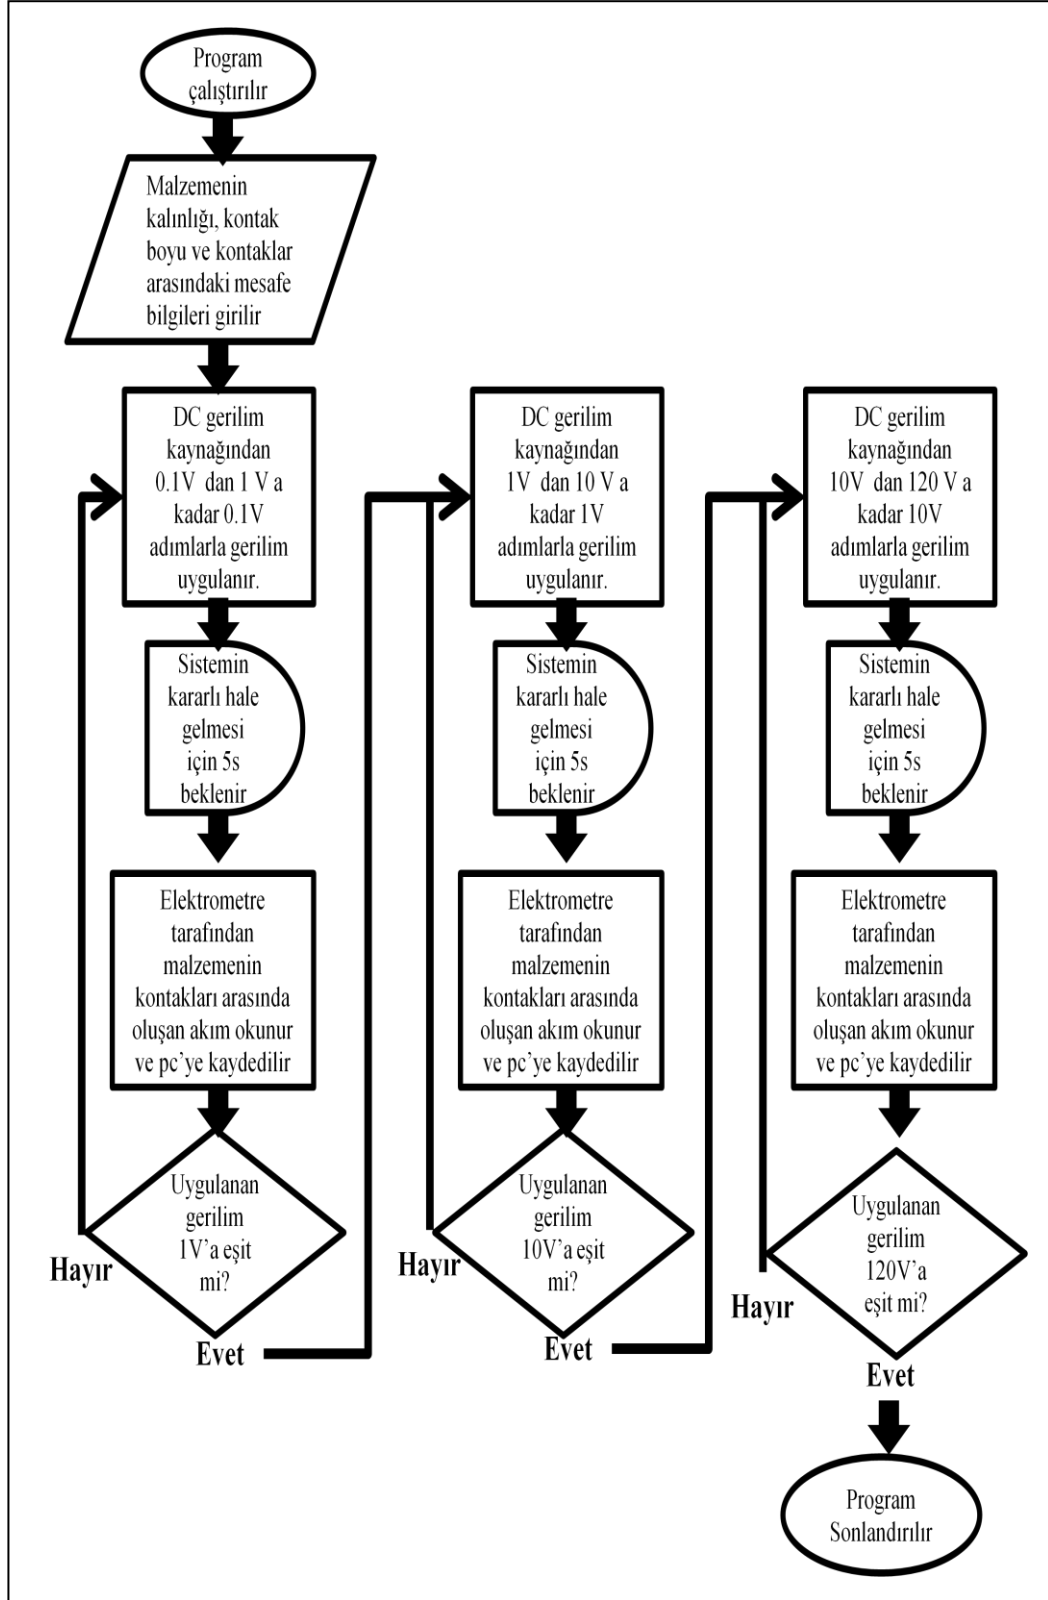 Program
çalıştırılır
Malzemenin
kalınlığı, kontak
boyu ve kontaklar
arasındaki mesafe
bilgileri girilir
DC gerilim
kaynağından
0.1V dan 1 V a
kadar 0.1V
adımlarla gerilim
uygulanır.
Sistemin
kararlı hale
gelmesi
için 5s
beklenir
Elektrometre
tarafından
malzemenin
kontakları arasında
oluşan akım okunur
ve pc'ye kaydedilir
Uygulanan
gerilim
1V'a eşit
mi?
Hayır
Evet
DC gerilim
kaynağından
1V dan 10 V a
kadar 1V
adımlarla gerilim
uygulanır.
Sistemin
kararlı hale
gelmesi
için 5s
beklenir
Elektrometre
tarafından
malzemenin
kontakları arasında
oluşan akım okunur
ve pc'ye kaydedilir
Uygulanan
gerilim
10V'a eşit
mi?
Hayır
Evet
DC gerilim
kaynağından
10V dan 120 V a
kadar 10V
adımlarla gerilim
uygulanır.
Sistemin
kararlı hale
gelmesi
için 5s
beklenir
Elektrometre
tarafından
malzemenin
kontakları arasında
oluşan akım okunur
ve pc'ye kaydedilir
Uygulanan
gerilim
120V'a
eşit mi?
Hayır
Evet
Program
Sonlandırılır